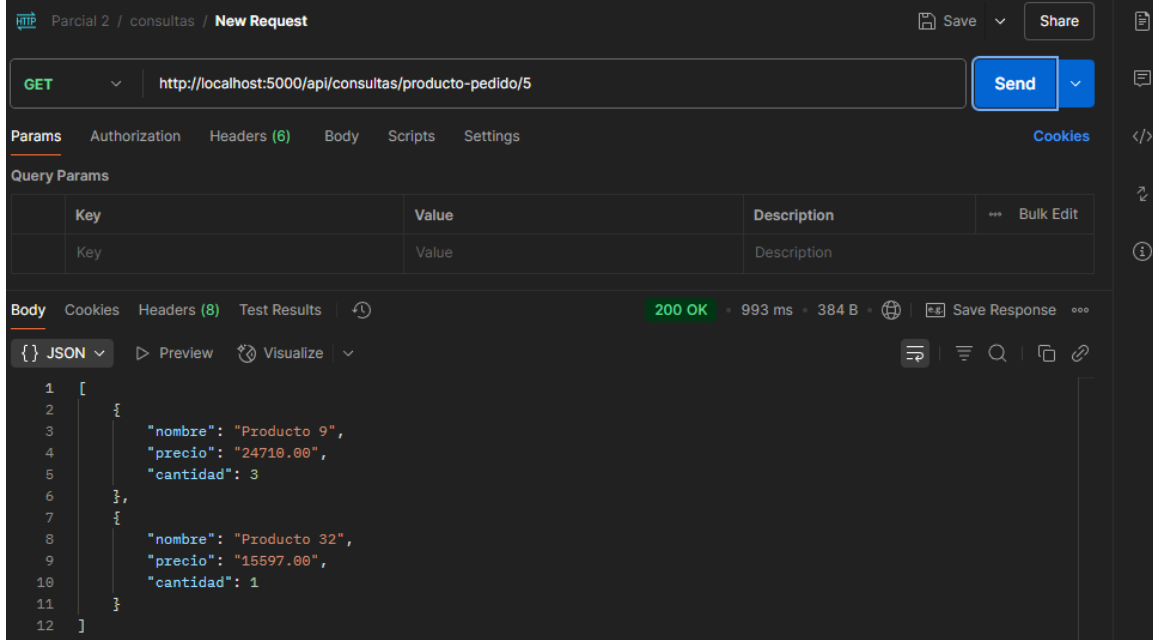 HTTP Parcial 2 / consultas / New Request Save Share
GET http://localhost:5000/api/consultas/producto-pedido/5 Send
Params Authorization Headers (6) Body Scripts Settings Cookies
Query Params
Key Value Description Bulk Edit
Key Value Description
Body Cookies Headers (8) Test Results 200 OK 993 ms 384 B e.g. Save Response
{} JSON Preview Visualize
1 [
2 {
3 "nombre": "Producto 9",
4 "precio": "24710.00",
5 "cantidad": 3
6 },
7 {
8 "nombre": "Producto 32",
9 "precio": "15597.00",
10 "cantidad": 1
11 }
12 ]